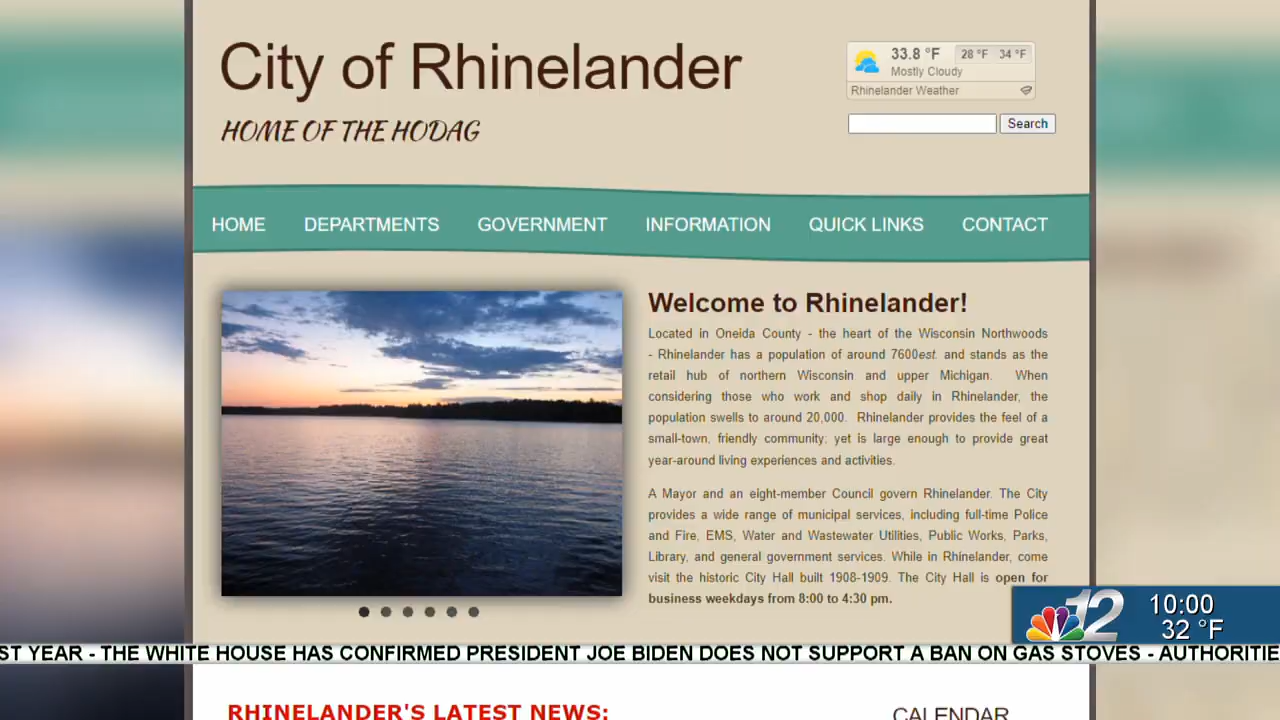 City of Rhinelander
HOME OF THE HODAG
33.8 °F
28 °F 34 °F
Mostly Cloudy
Rhinelander Weather
Search
HOME DEPARTMENTS GOVERNMENT INFORMATION QUICK LINKS CONTACT
Welcome to Rhinelander!
Located in Oneida County - the heart of the Wisconsin Northwoods
- Rhinelander has a population of around 7600est. and stands as the
retail hub of northern Wisconsin and upper Michigan. When
considering those who work and shop daily in Rhinelander, the
population swells to around 20,000. Rhinelander provides the feel of a
small-town, friendly community; yet is large enough to provide great
year-around living experiences and activities.
A Mayor and an eight-member Council govern Rhinelander. The City
provides a wide range of municipal services, including full-time Police
and Fire, EMS, Water and Wastewater Utilities, Public Works, Parks,
Library, and general government services. While in Rhinelander, come
visit the historic City Hall built 1908-1909. The City Hall is open for
business weekdays from 8:00 to 4:30 pm.
12
10:00
32 °F
ST YEAR - THE WHITE HOUSE HAS CONFIRMED PRESIDENT JOE BIDEN DOES NOT SUPPORT A BAN ON GAS STOVES - AUTHORITIE
RHINELANDER'S LATEST NEWS:
CALENDAR